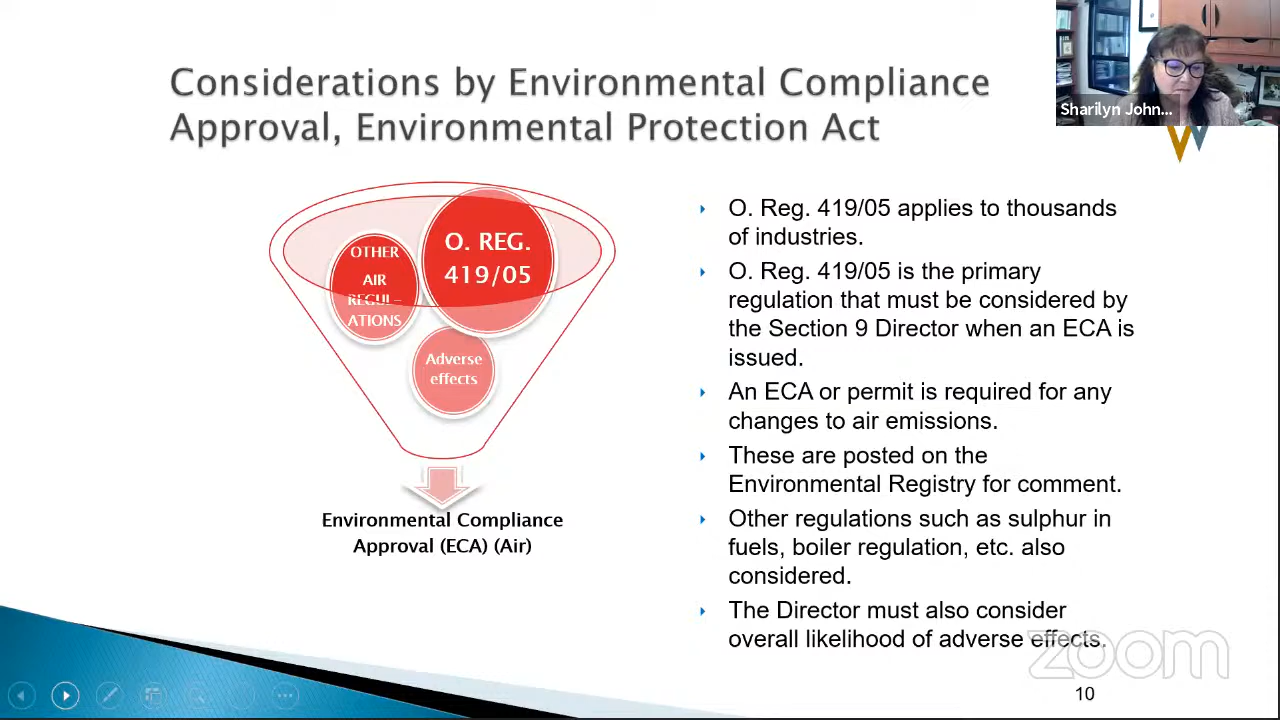 Considerations by Environmental Compliance
Approval, Environmental Protection Act
Sharilyn John...
O. REG.
419/05
OTHER
AIR
REGUL-
ATIONS
Adverse
effects
Environmental Compliance
Approval (ECA) (Air)
O. Reg. 419/05 applies to thousands
of industries.
O. Reg. 419/05 is the primary
regulation that must be considered by
the Section 9 Director when an ECA is
issued.
An ECA or permit is required for any
changes to air emissions.
These are posted on the
Environmental Registry for comment.
Other regulations such as sulphur in
fuels, boiler regulation, etc. also
considered.
The Director must also consider
overall likelihood of adverse effects.
zoom
10